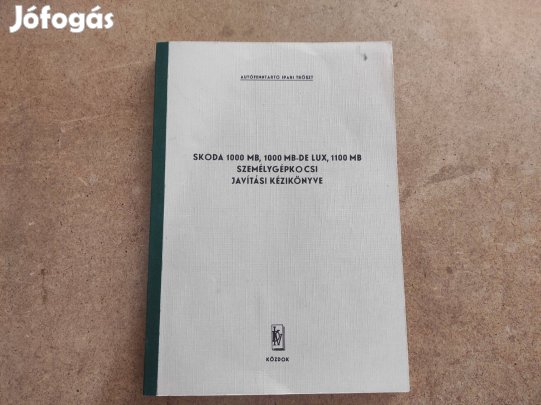 Jófogás
AUTÓFENNTARTÓ IPARI TRÖSZT
SKODA 1000 MB, 1000 MB-DE LUX, 1100 MB
SZEMÉLYGÉPKOCSI
JAVÍTÁSI KÉZIKÖNYVE
KÖZDOK